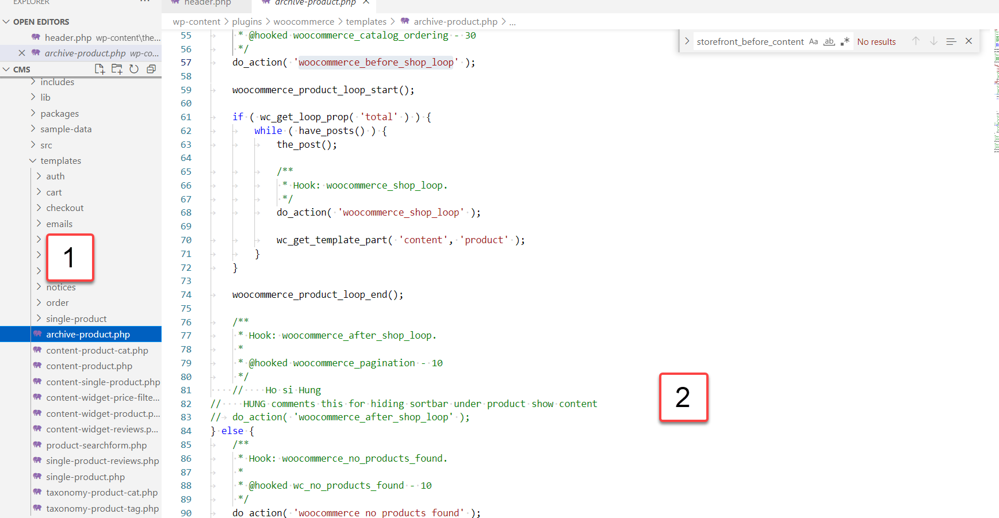 EXPLORER ...
OPEN EDITORS
header.php wp-content\the...
archive-product.php wp-co...
CMS
includes
lib
packages
sample-data
src
templates
auth
cart
checkout
emails
1
notices
order
single-product
archive-product.php
content-product-cat.php
content-product.php
content-single-product.php
content-widget-price-filte...
content-widget-product.p...
content-widget-reviews.p...
product-searchform.php
single-product-reviews.php
single-product.php
taxonomy-product-cat.php
taxonomy-product-tag.php
header.php archive-product.php
wp-content > plugins > woocommerce > templates > archive-product.php > ...
storefront_before_content Aa ab .* No results
55 * @hooked woocommerce_catalog_ordering - 30
56 */
57 do_action( 'woocommerce_before_shop_loop' );
58
59 woocommerce_product_loop_start();
60
61 if ( wc_get_loop_prop( 'total' ) ) {
62 while ( have_posts() ) {
63 the_post();
64
65 /**
66 * Hook: woocommerce_shop_loop.
67 */
68 do_action( 'woocommerce_shop_loop' );
69
70 wc_get_template_part( 'content', 'product' );
71 }
72 }
73
74 woocommerce_product_loop_end();
75
76 /**
77 * Hook: woocommerce_after_shop_loop.
78 *
79 * @hooked woocommerce_pagination - 10
80 */
81 // Ho si Hung
82 // HUNG comments this for hiding sortbar under product show content
83 // do_action( 'woocommerce_after_shop_loop' );
84 } else {
85 /**
86 * Hook: woocommerce_no_products_found.
87 *
88 * @hooked wc_no_products_found - 10
89 */
90 do_action( 'woocommerce_no_products_found' );
2